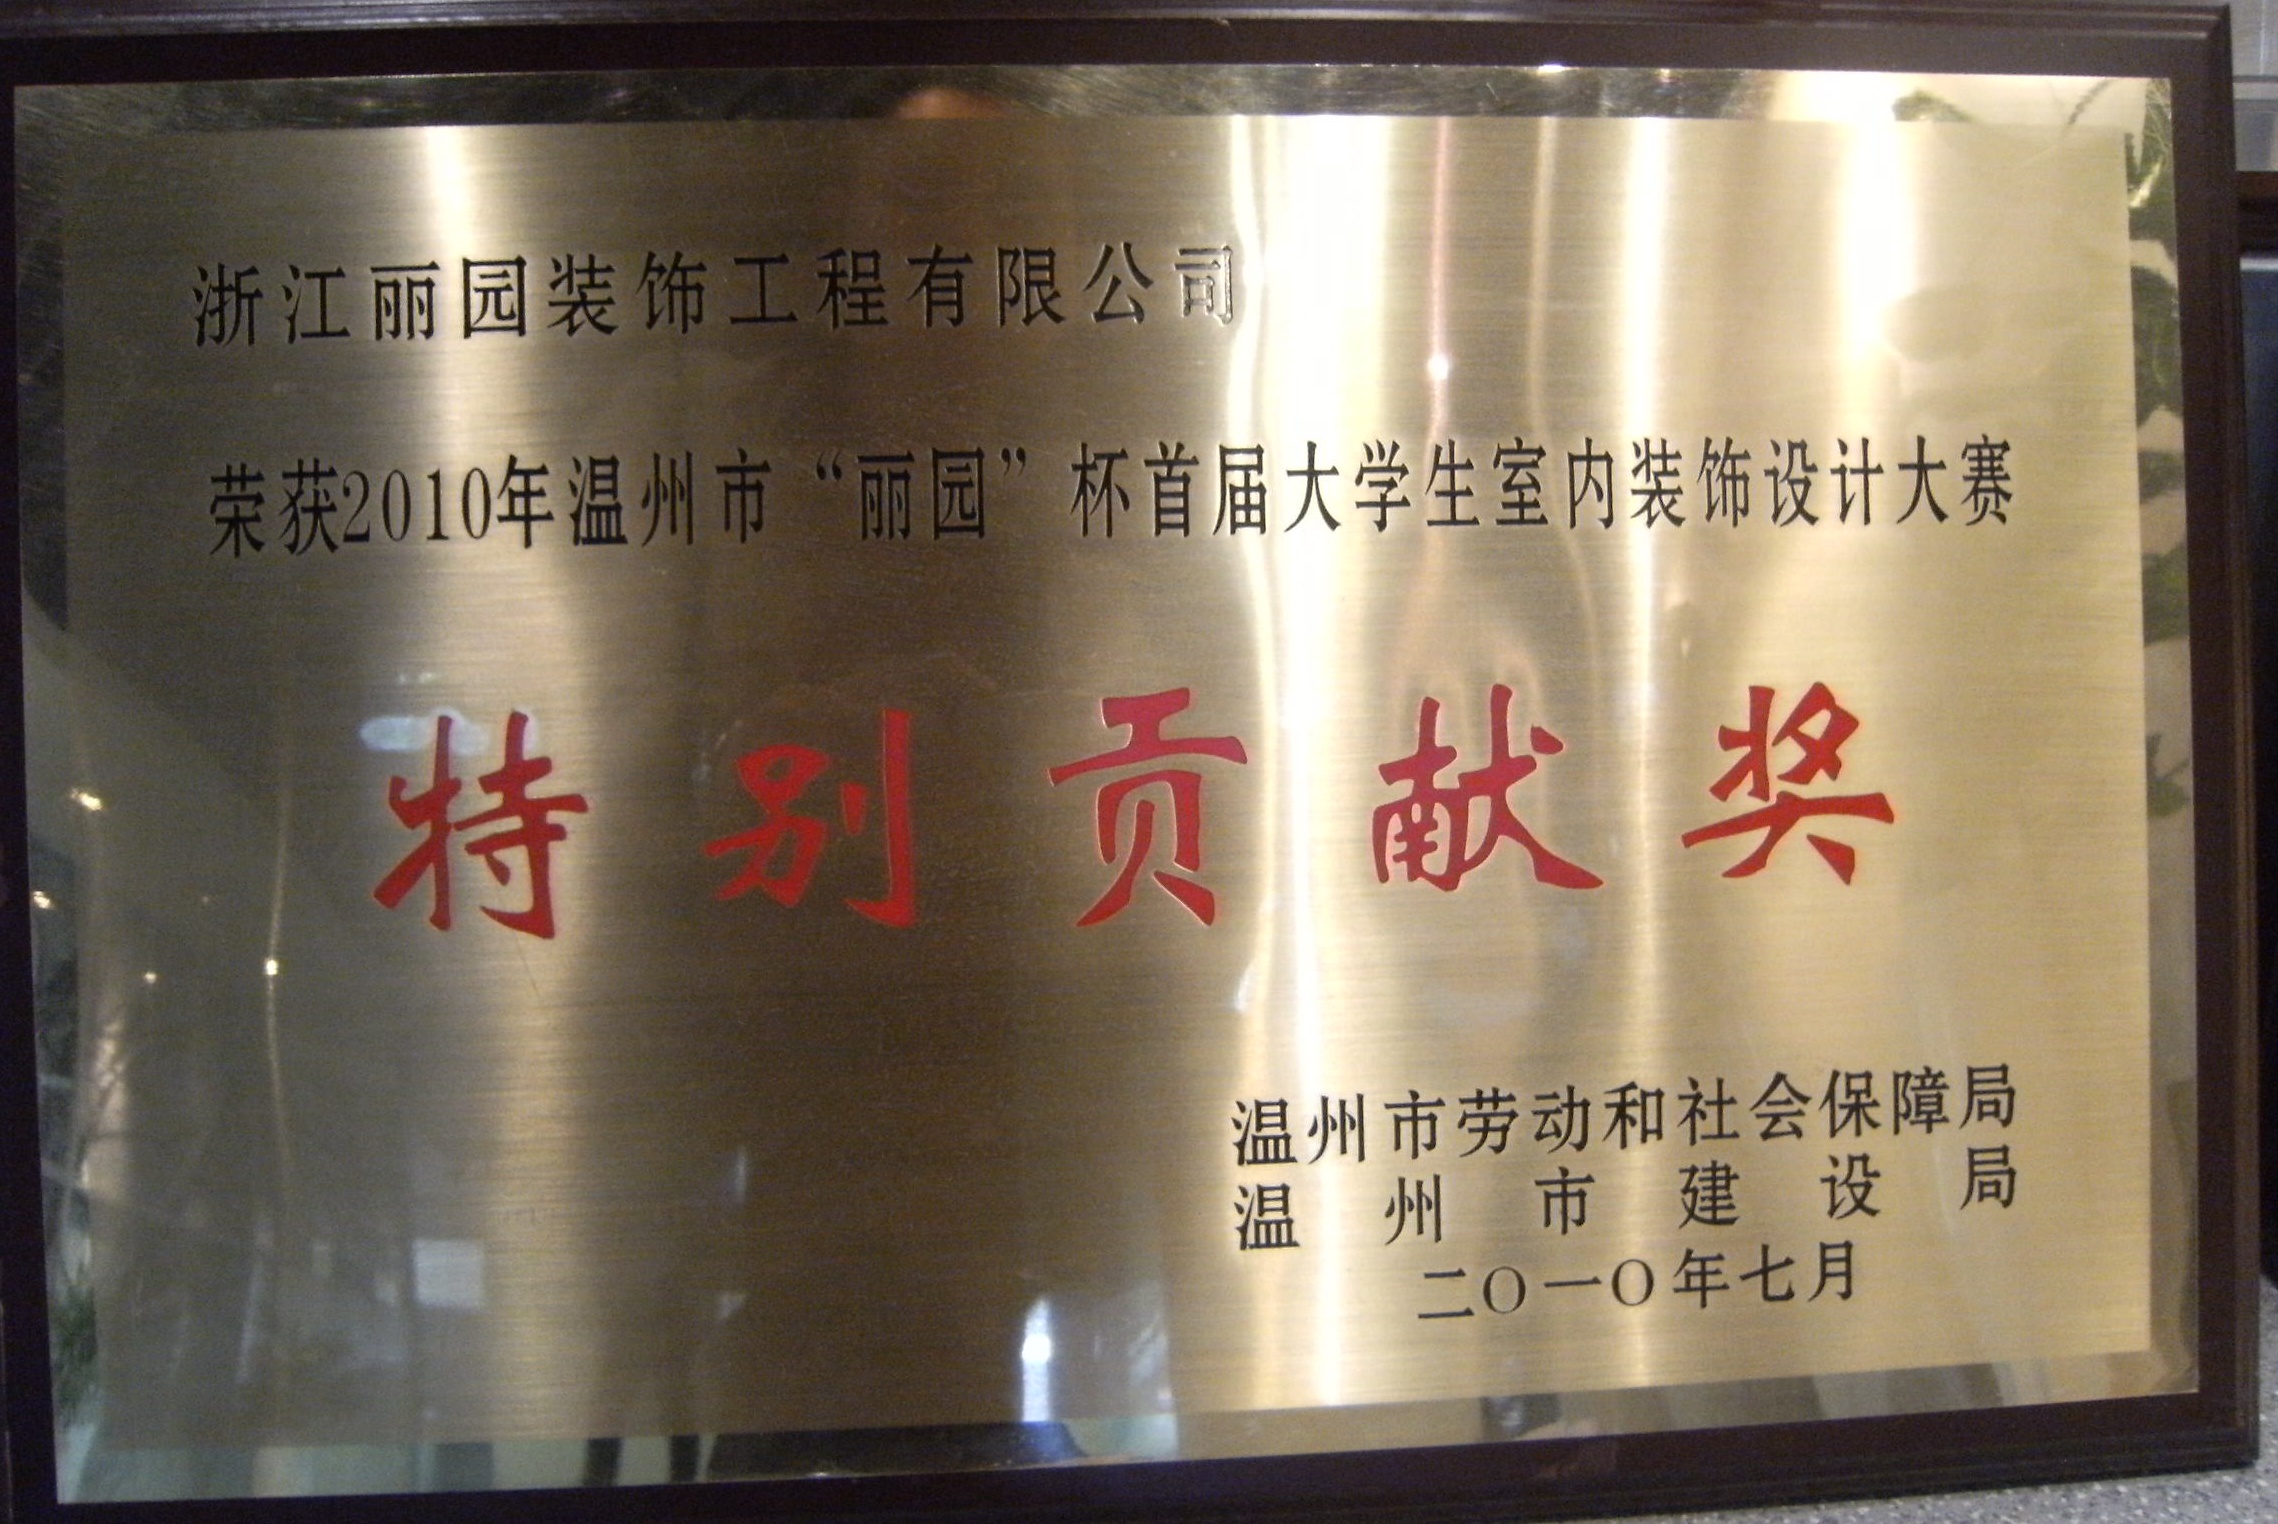 浙江丽园装饰工程有限公司
荣获2010年温州市“丽园”杯首届大学生室内装饰设计大赛
特别贡献奖
温州市劳动和社会保障局
温州市建设局
二〇一〇年七月